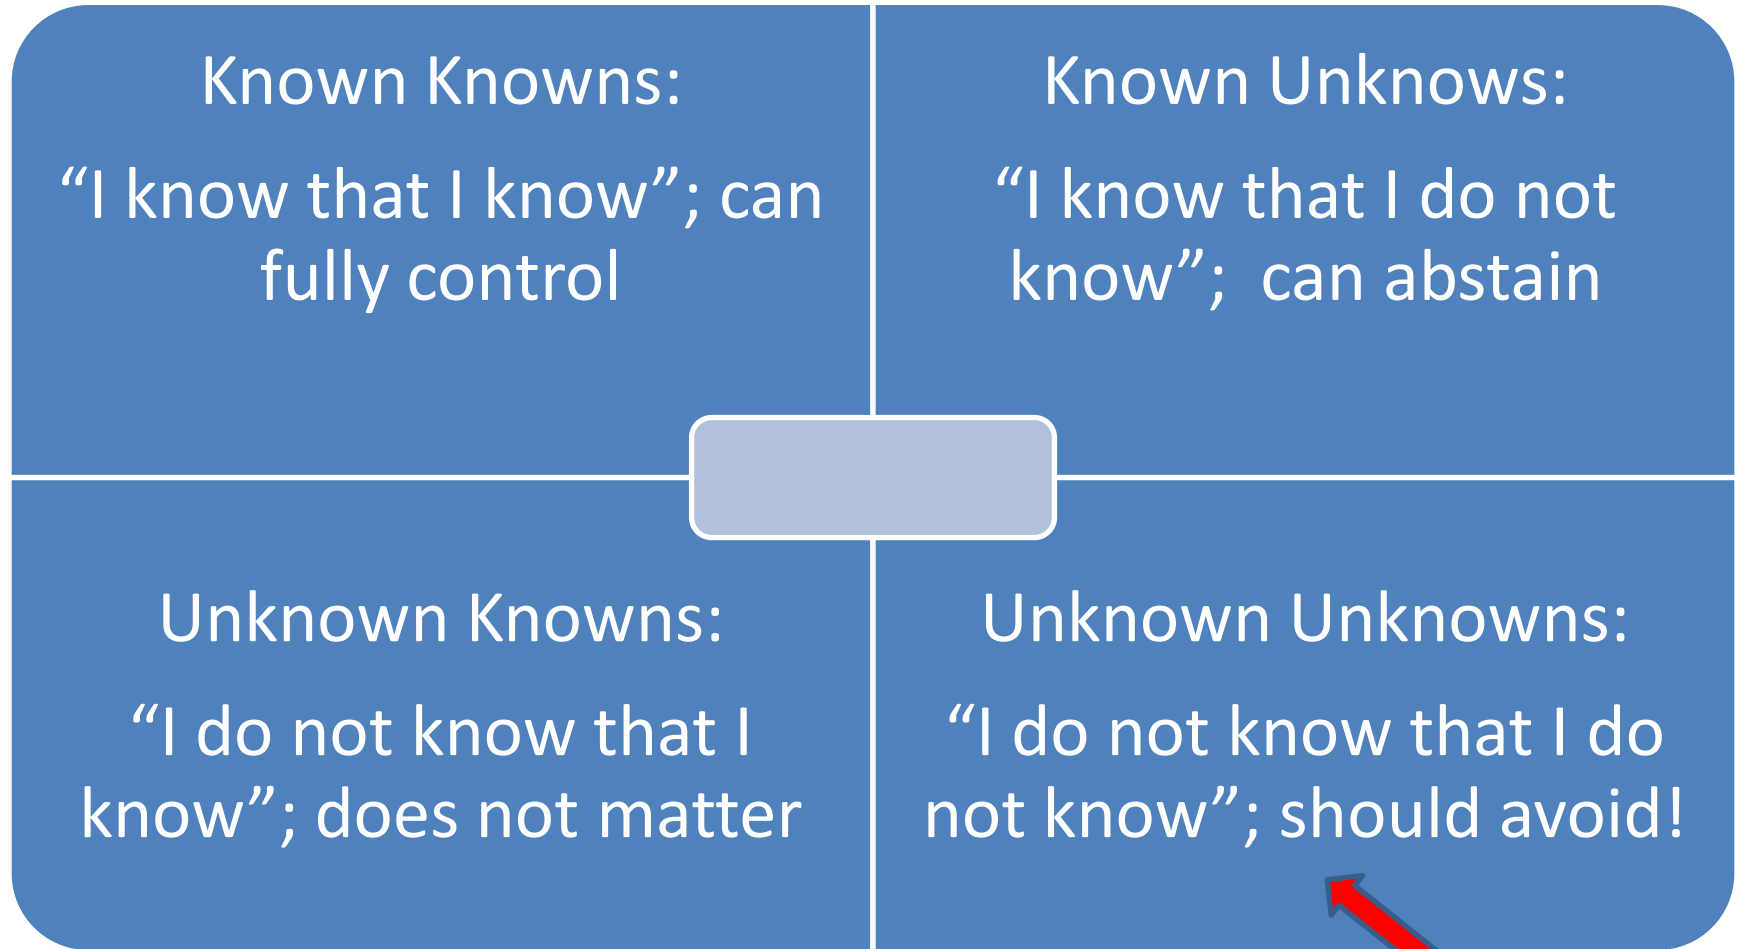 Known Knowns:
“I know that I know”; can
fully control
Known Unknows:
“I know that I do not
know”;  can abstain
Unknown Knowns:
“I do not know that I
know”; does not matter
Unknown Unknowns:
“I do not know that I do
not know”; should avoid!